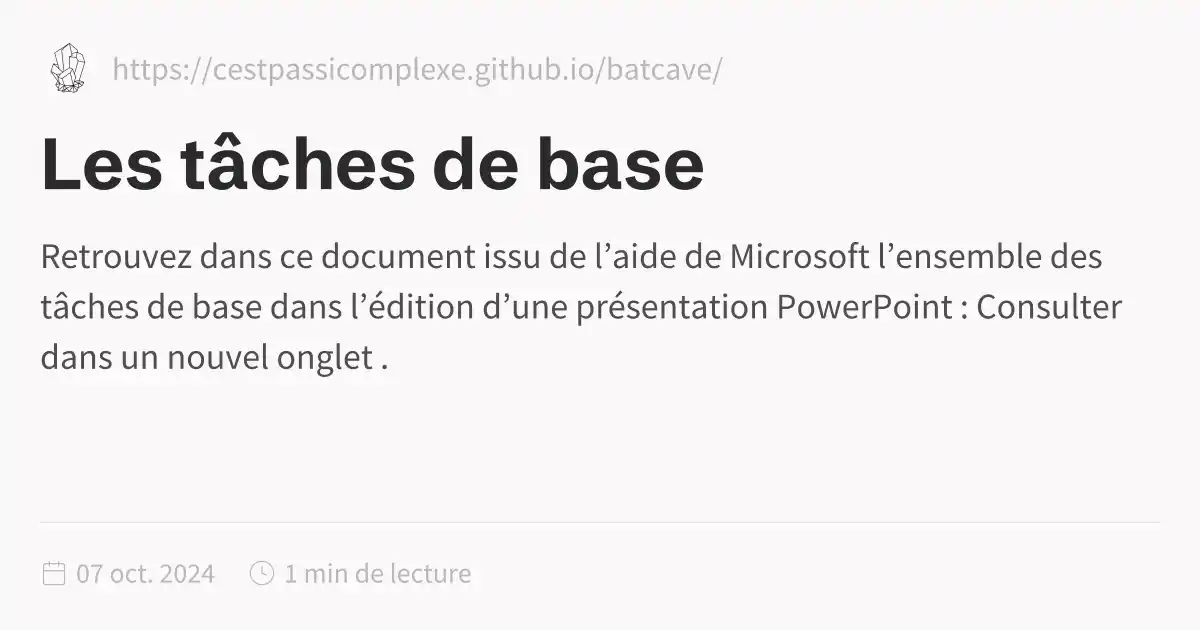 https://cestpassicomplexe.github.io/batcave/
Les tâches de base
Retrouvez dans ce document issu de l’aide de Microsoft l’ensemble des
tâches de base dans l’édition d’une présentation PowerPoint : Consulter
dans un nouvel onglet .
07 oct. 2024 1 min de lecture